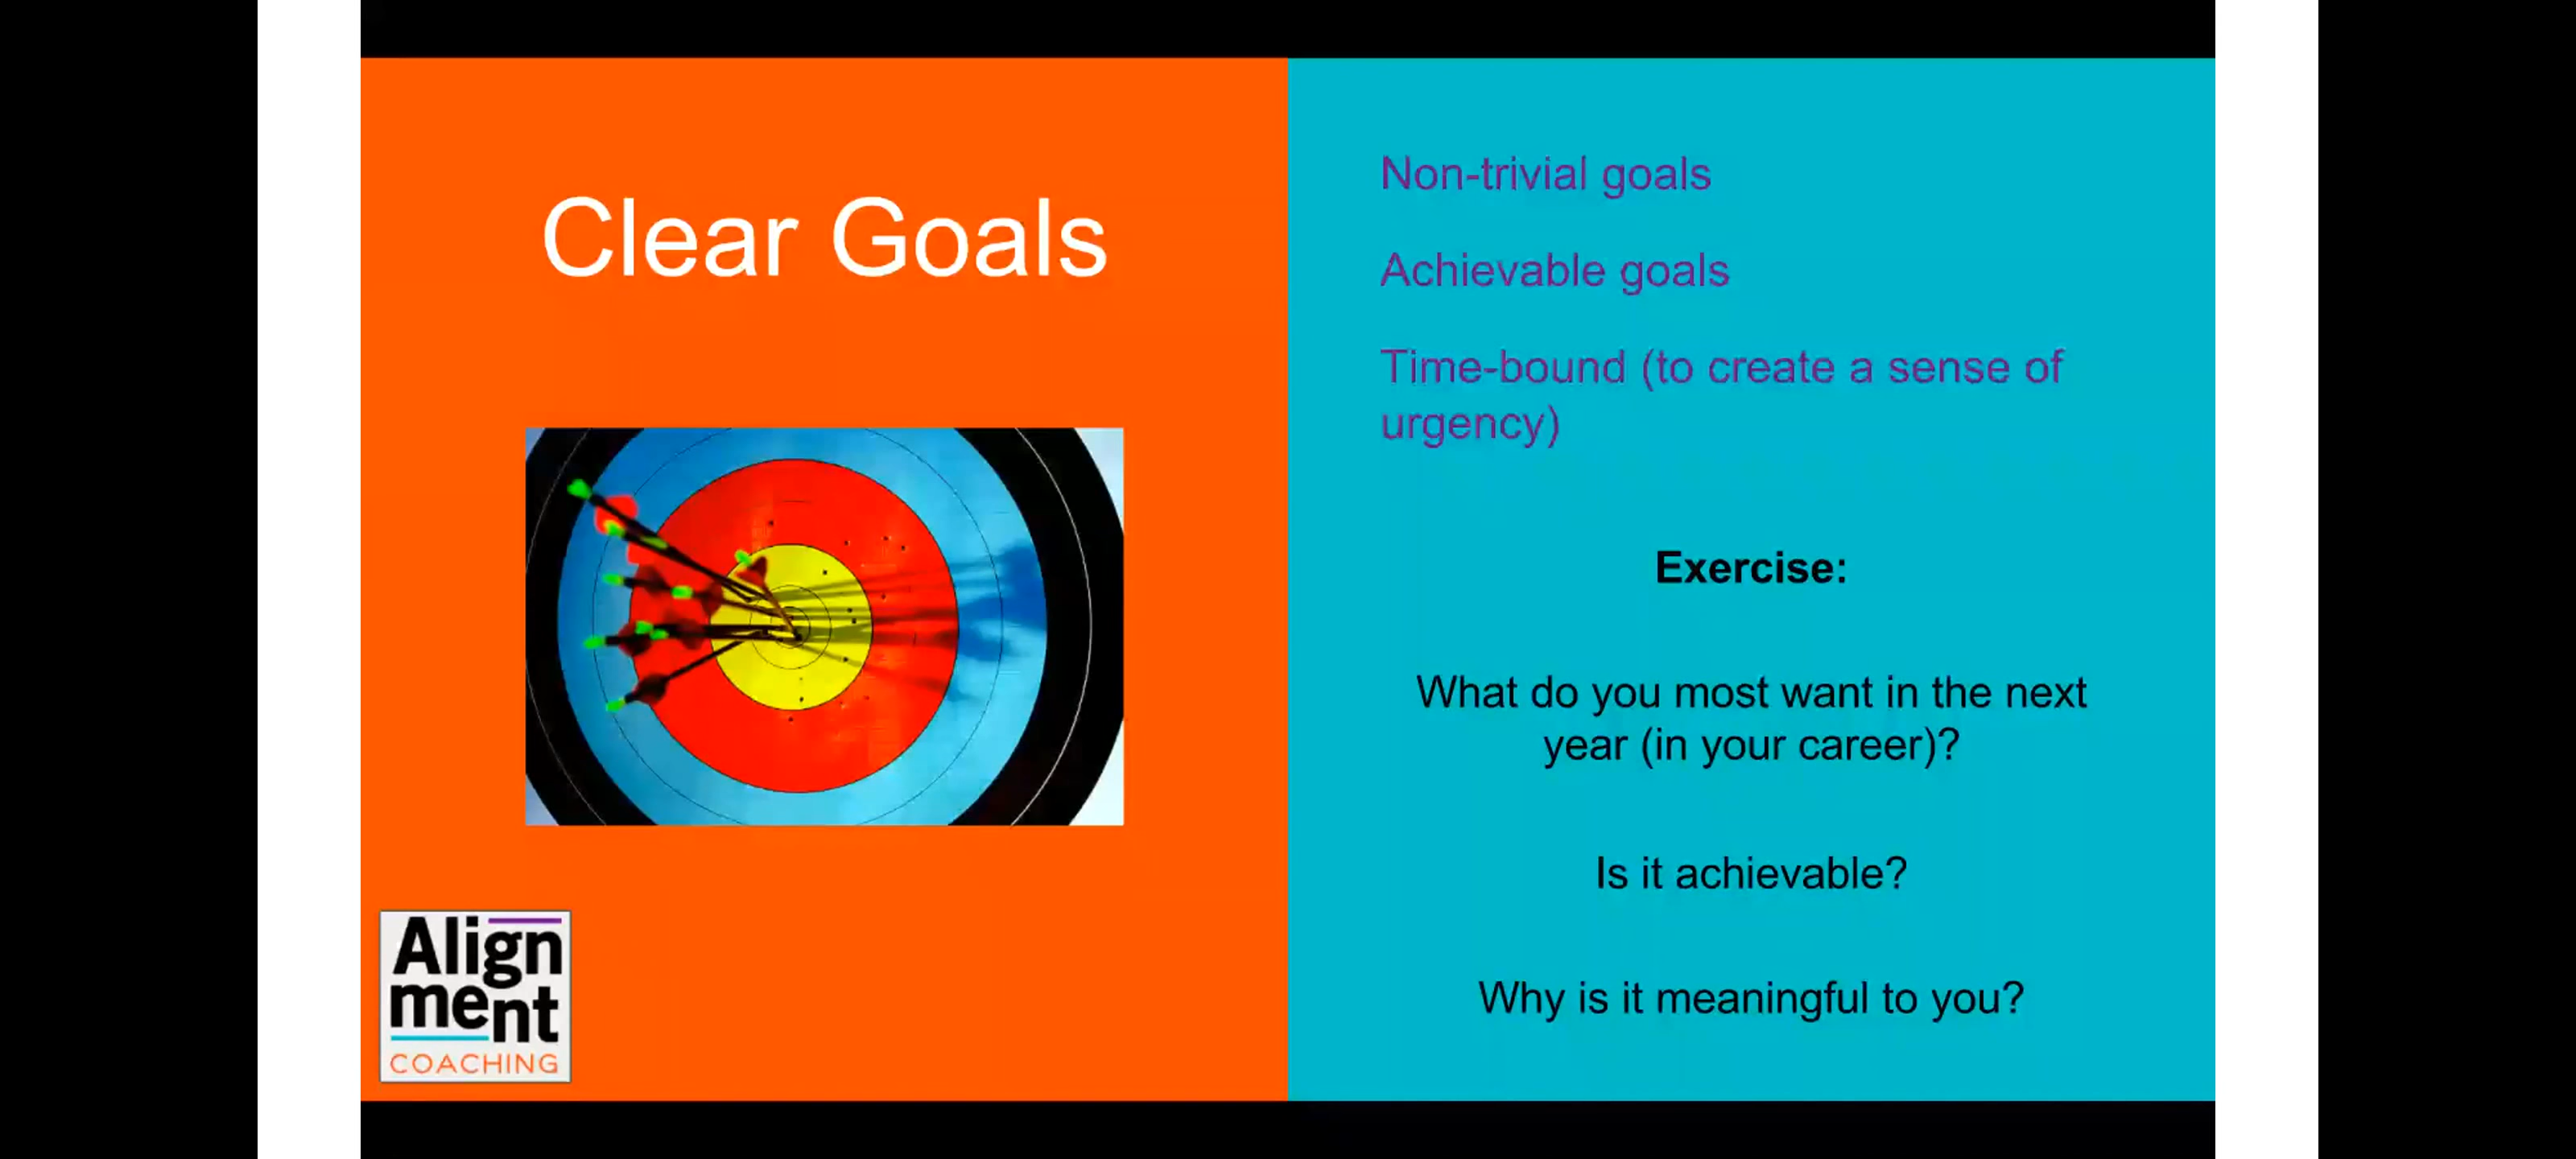 Clear Goals
Align
ment
COACHING
Non-trivial goals
Achievable goals
Time-bound (to create a sense of
urgency)
Exercise:
What do you most want in the next
year (in your career)?
Is it achievable?
Why is it meaningful to you?